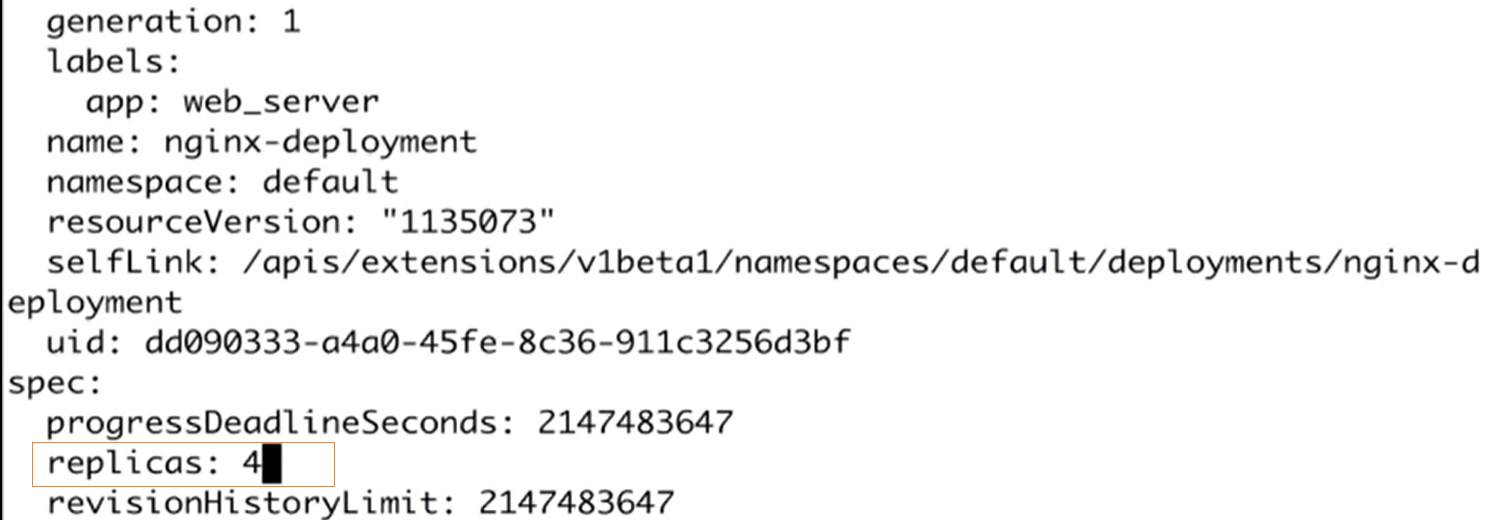 generation: 1
labels:
app: web_server
name: nginx-deployment
namespace: default
resourceVersion: "1135073"
selfLink: /apis/extensions/v1beta1/namespaces/default/deployments/nginx-d
eployment
uid: dd090333-a4a0-45fe-8c36-911c3256d3bf
spec:
progressDeadlineSeconds: 2147483647
replicas: 4
revisionHistoryLimit: 2147483647